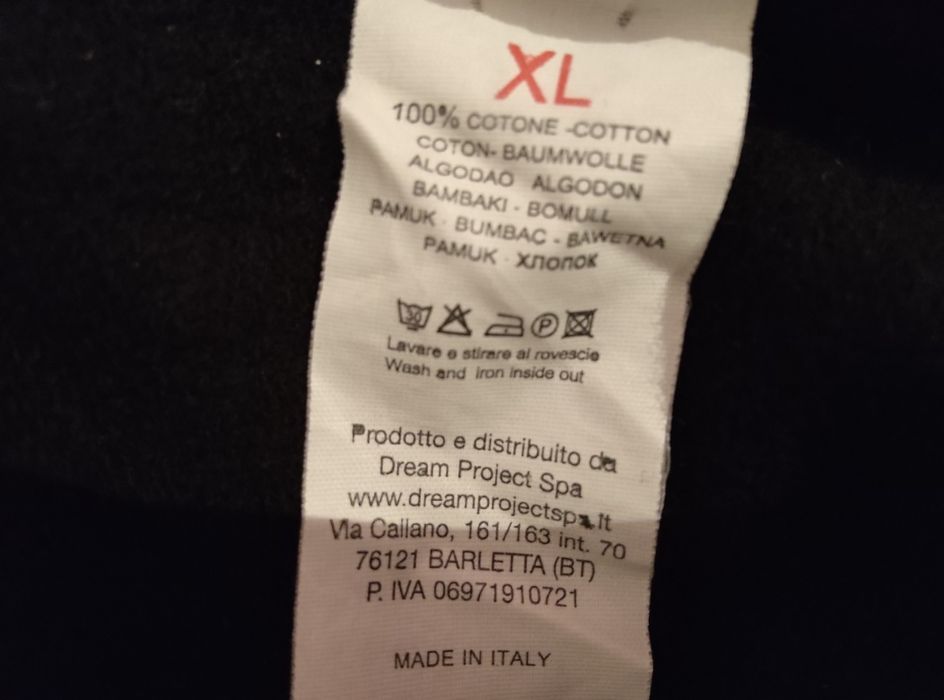 XL
100% COTONE -COTTON
COTON- BAUMWOLLE
ALGODAO ALGODON
BAMBAKI - BOMULL
PAMUK - BUMBAC - BAWETNA
PAMUK - ХЛОПОК
30
P
Lavare e stirare al rovescio
Wash and iron inside out
Prodotto e distribuito da
Dream Project Spa
www.dreamprojectspa.it
Via Callano, 161/163 int. 70
76121 BARLETTA (BT)
P. IVA 06971910721
MADE IN ITALY